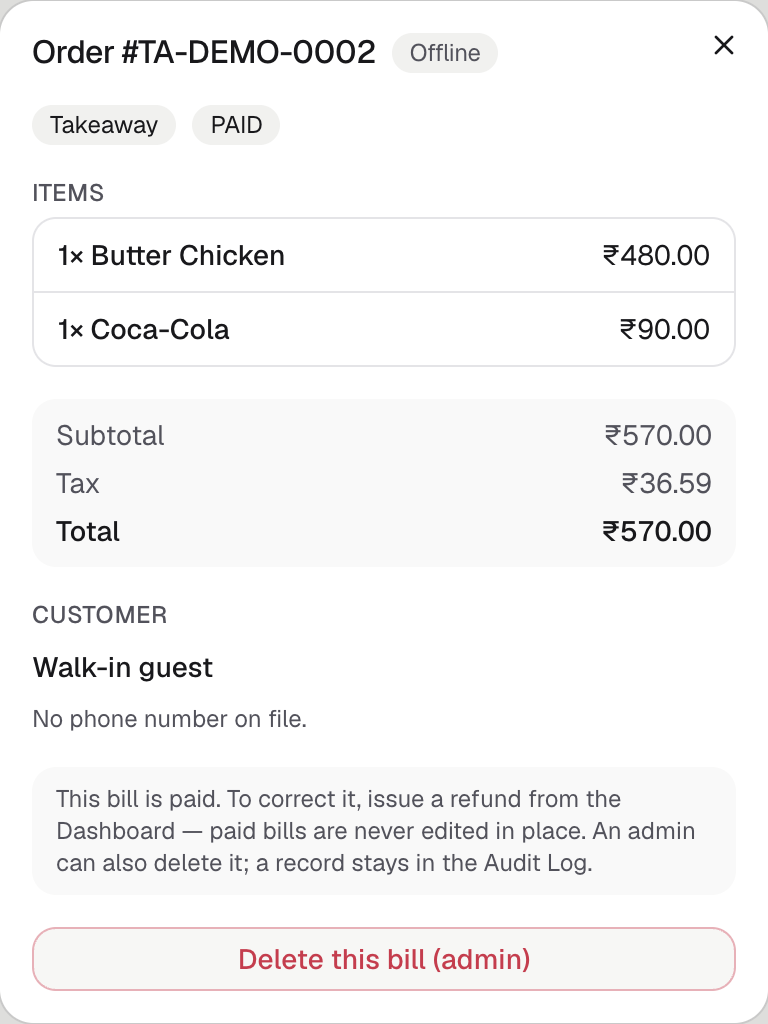 Order #TA-DEMO-0002 Offline
Takeaway PAID
ITEMS
1× Butter Chicken ₹480.00
1× Coca-Cola ₹90.00
Subtotal ₹570.00
Tax ₹36.59
Total ₹570.00
CUSTOMER
Walk-in guest
No phone number on file.
This bill is paid. To correct it, issue a refund from the
Dashboard — paid bills are never edited in place. An admin
can also delete it; a record stays in the Audit Log.
Delete this bill (admin)